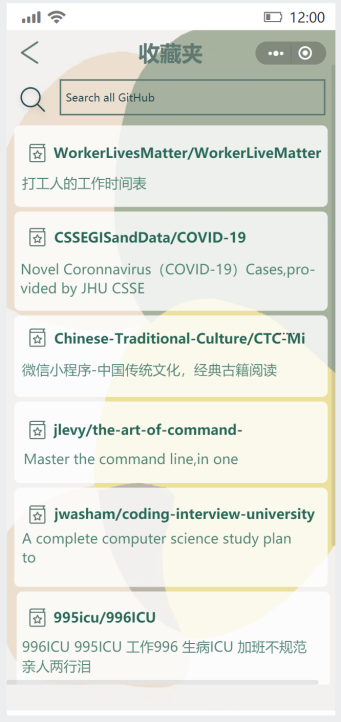 12:00
收藏夹
Search all GitHub
WorkerLivesMatter/WorkerLiveMatter
打工人的工作时间表
CSSEGISandData/COVID-19
Novel Coronnavirus（COVID-19）Cases,pro-
vided by JHU CSSE
Chinese-Traditional-Culture/CTC-Mi
微信小程序-中国传统文化，经典古籍阅读
jlevy/the-art-of-command-
Master the command line,in one
jwasham/coding-interview-university
A complete computer science study plan
to
995icu/996ICU
996ICU 995ICU 工作996 生病ICU 加班不规范
亲人两行泪